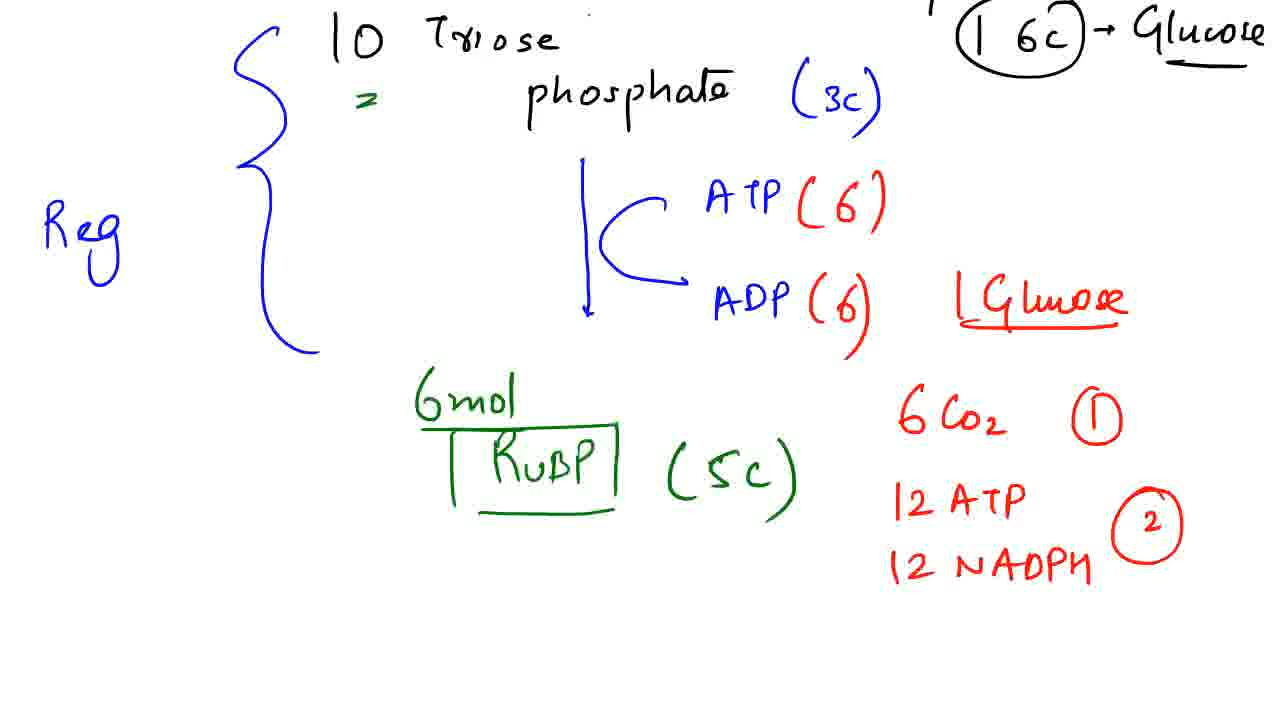 10 Triose
phosphate (3C)
1 6C → Glucose
Reg
ATP (6)
ADP (6)
6mol
RuBP (5C)
1 Glucose
6 CO2 1
12 ATP
12 NADPH 2